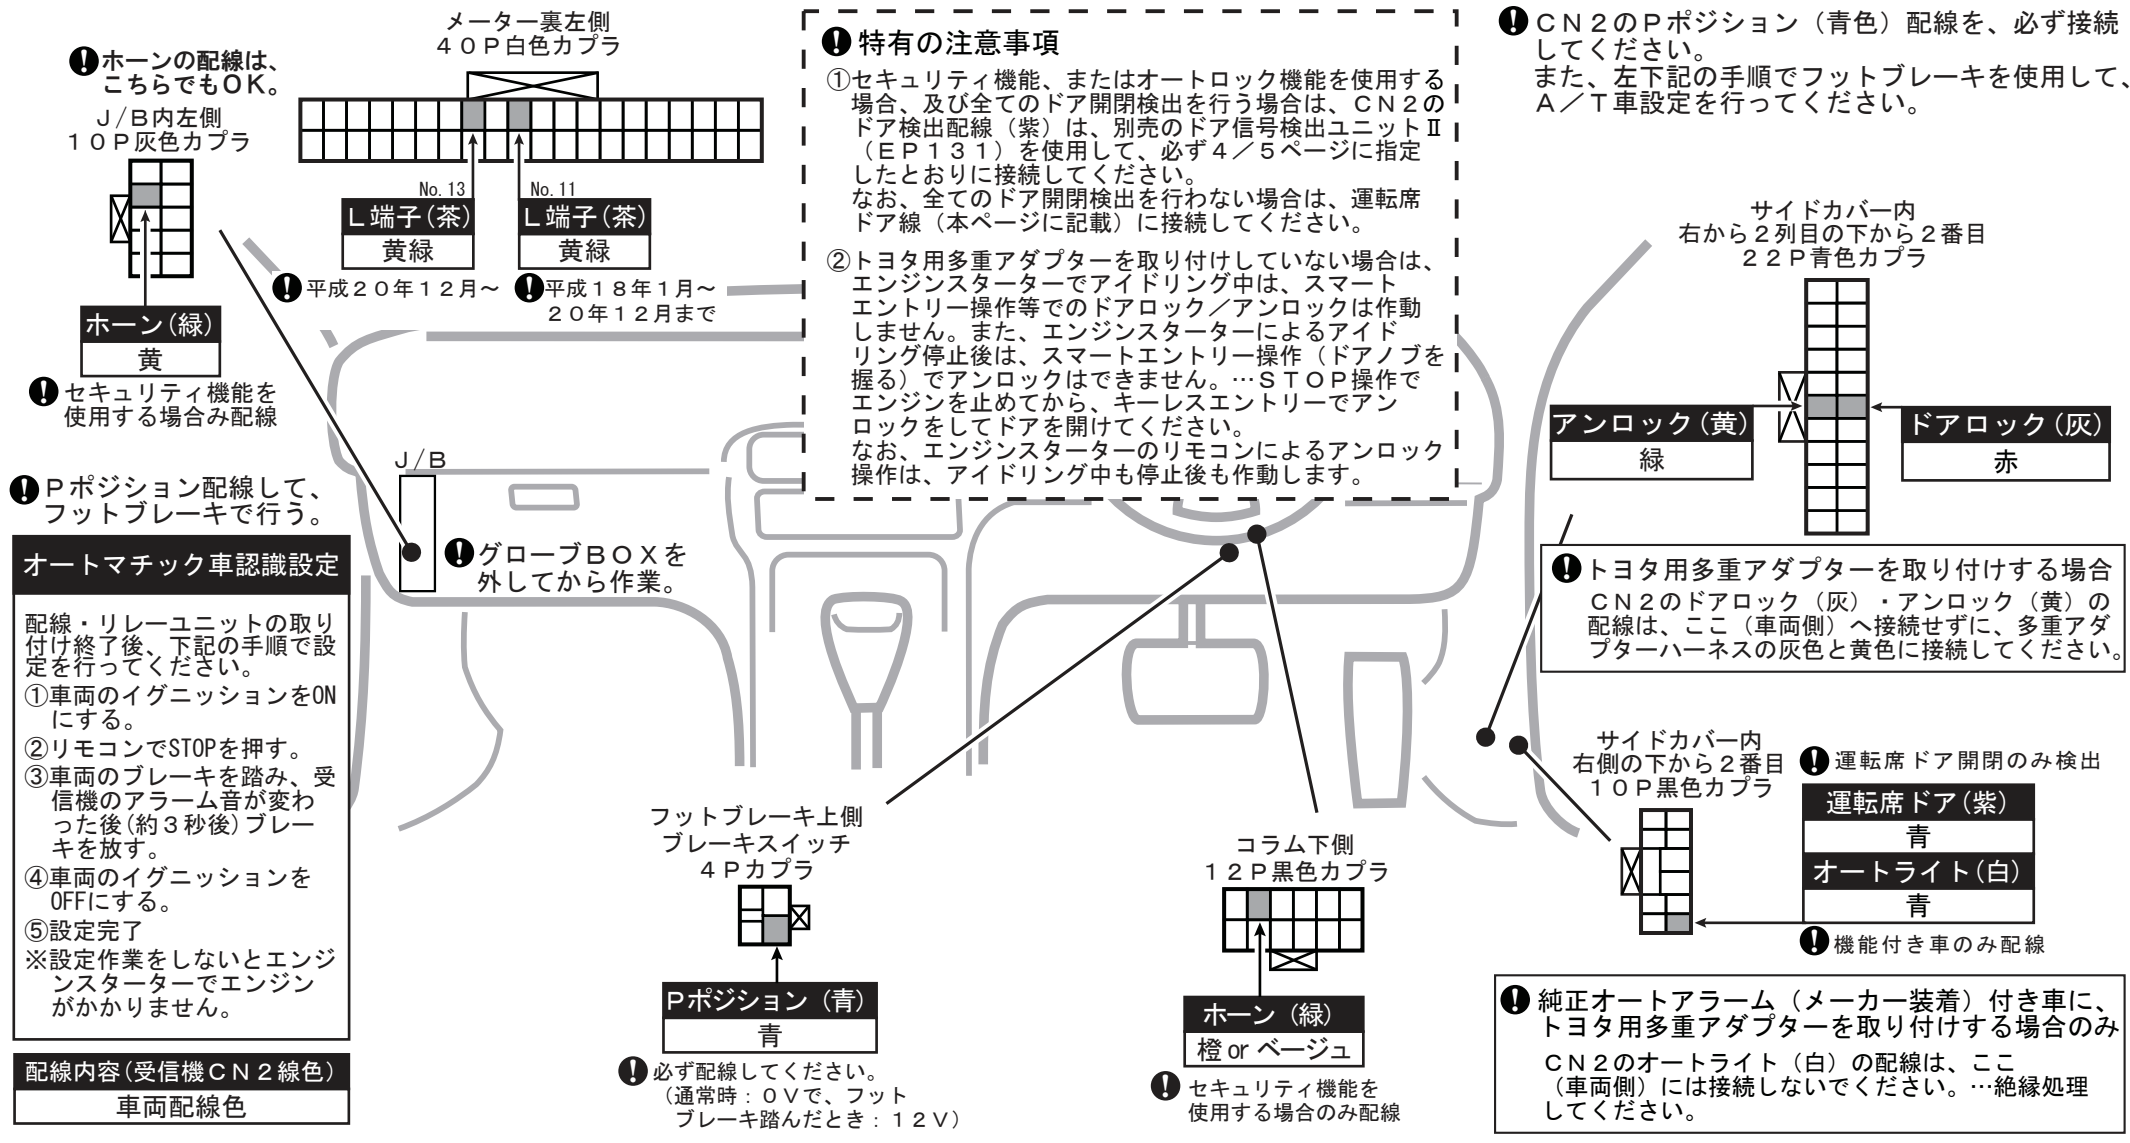 ホーンの配線は、
こちらでもOK。
J/B内左側
10P灰色カプラ
ホーン(緑)
黄
セキュリティ機能を
使用する場合み配線
メーター裏左側
40P白色カプラ
No.13
L端子(茶)
黄緑
平成20年12月～
No.11
L端子(茶)
黄緑
平成18年1月～
20年12月まで
特有の注意事項
①セキュリティ機能、またはオートロック機能を使用する
場合、及び全てのドア開閉検出を行う場合は、CN2の
ドア検出配線（紫）は、別売のドア信号検出ユニットⅡ
（EP131）を使用して、必ず4／5ページに指定
したとおりに接続してください。
なお、全てのドア開閉検出を行わない場合は、運転席
ドア線（本ページに記載）に接続してください。
②トヨタ用多重アダプターを取り付けしていない場合は、
エンジンスターターでアイドリング中は、スマート
エントリー操作等でのドアロック／アンロックは作動
しません。また、エンジンスターターによるアイド
リング停止後は、スマートエントリー操作（ドアノブを
握る）でアンロックはできません。…STOP操作で
エンジンを止めてから、キーレスエントリーでアン
ロックをしてドアを開けてください。
なお、エンジンスターターのリモコンによるアンロック
操作は、アイドリング中も停止後も作動します。
CN2のPポジション（青色）配線を、必ず接続
してください。
また、左下記の手順でフットブレーキを使用して、
A／T車設定を行ってください。
サイドカバー内
右から2列目の下から2番目
22P青色カプラ
アンロック(黄)
緑
ドアロック(灰)
赤
トヨタ用多重アダプターを取り付けする場合
CN2のドアロック（灰）・アンロック（黄）の
配線は、ここ（車両側）へ接続せずに、多重アダ
プターハーネスの灰色と黄色に接続してください。
J/B
グローブBOXを
外してから作業。
Pポジション配線して、
フットブレーキで行う。
オートマチック車認識設定
配線・リレーユニットの取り
付け終了後、下記の手順で設
定を行ってください。
①車両のイグニッションをON
にする。
②リモコンでSTOPを押す。
③車両のブレーキを踏み、受
信機のアラーム音が変わ
った後(約3秒後)ブレー
キを放す。
④車両のイグニッションを
OFFにする。
⑤設定完了
※設定作業をしないとエンジ
ンスターターでエンジン
がかかりません。
配線内容(受信機CN2線色)
車両配線色
フットブレーキ上側
ブレーキスイッチ
4Pカプラ
Pポジション（青）
青
必ず配線してください。
（通常時：0Vで、フット
ブレーキ踏んだとき：12V）
コラム下側
12P黒色カプラ
ホーン（緑）
橙 or ベージュ
セキュリティ機能を
使用する場合のみ配線
サイドカバー内
右側の下から2番目
10P黒色カプラ
運転席ドア開閉のみ検出
運転席ドア(紫)
青
オートライト(白)
青
機能付き車のみ配線
純正オートアラーム（メーカー装着）付き車に、
トヨタ用多重アダプターを取り付けする場合のみ
CN2のオートライト（白）の配線は、ここ
（車両側）には接続しないでください。…絶縁処理
してください。